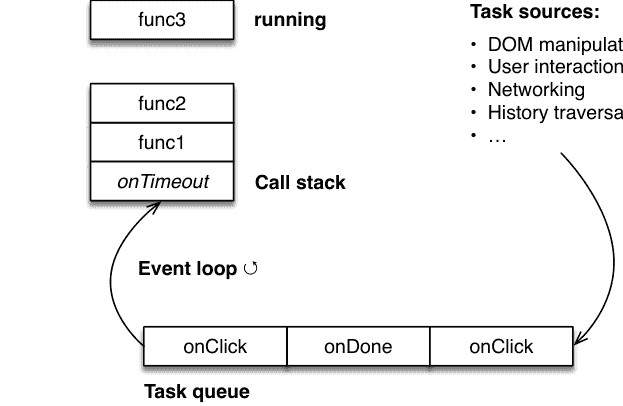 func3
running
Task sources:
• DOM manipulat
• User interaction
• Networking
• History traversa
• …
func2
func1
onTimeout
Call stack
Event loop
onClick
onDone
onClick
Task queue